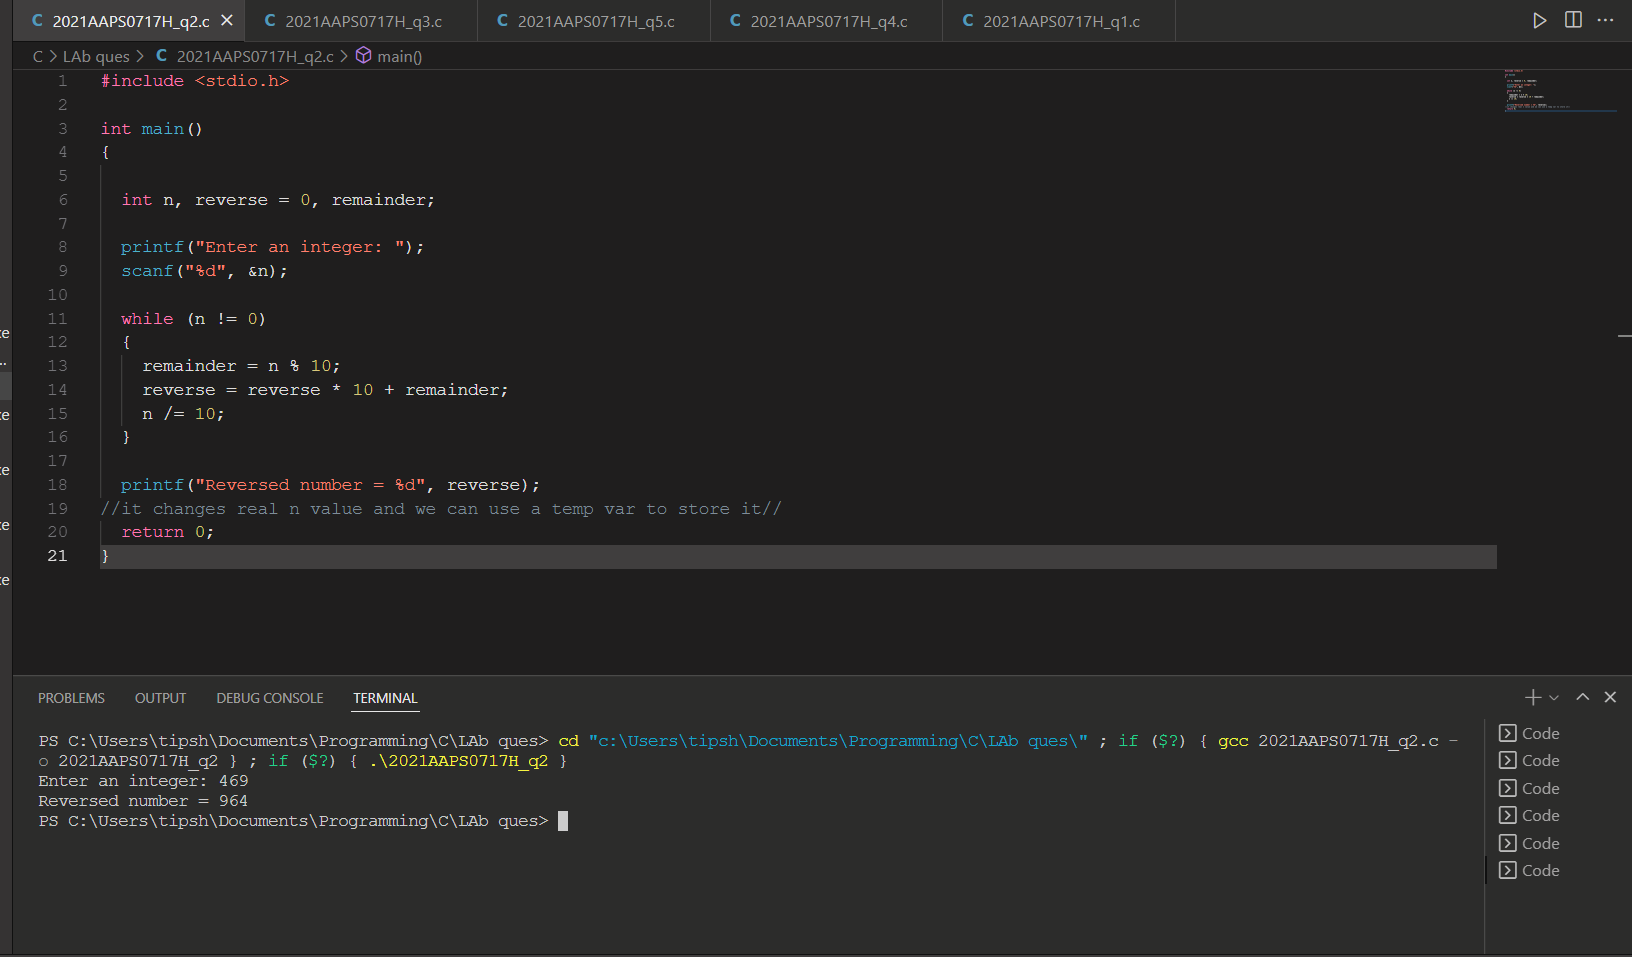 C 2021AAPS0717H_q2.c × C 2021AAPS0717H_q3.c C 2021AAPS0717H_q5.c C 2021AAPS0717H_q4.c C 2021AAPS0717H_q1.c
C > LAb ques > C 2021AAPS0717H_q2.c > main()
1 #include <stdio.h>
2
3 int main()
4 {
5
6 int n, reverse = 0, remainder;
7
8 printf("Enter an integer: ");
9 scanf("%d", &n);
10
11 while (n != 0)
12 {
13 remainder = n % 10;
14 reverse = reverse * 10 + remainder;
15 n /= 10;
16 }
17
18 printf("Reversed number = %d", reverse);
19 //it changes real n value and we can use a temp var to store it//
20 return 0;
21 }
PROBLEMS OUTPUT DEBUG CONSOLE TERMINAL
PS C:\Users\tipsh\Documents\Programming\C\LAb ques> cd "c:\Users\tipsh\Documents\Programming\C\LAb ques\" ; if ($?) { gcc 2021AAPS0717H_q2.c -
o 2021AAPS0717H_q2 } ; if ($?) { .\2021AAPS0717H_q2 }
Enter an integer: 469
Reversed number = 964
PS C:\Users\tipsh\Documents\Programming\C\LAb ques>
Code
Code
Code
Code
Code
Code